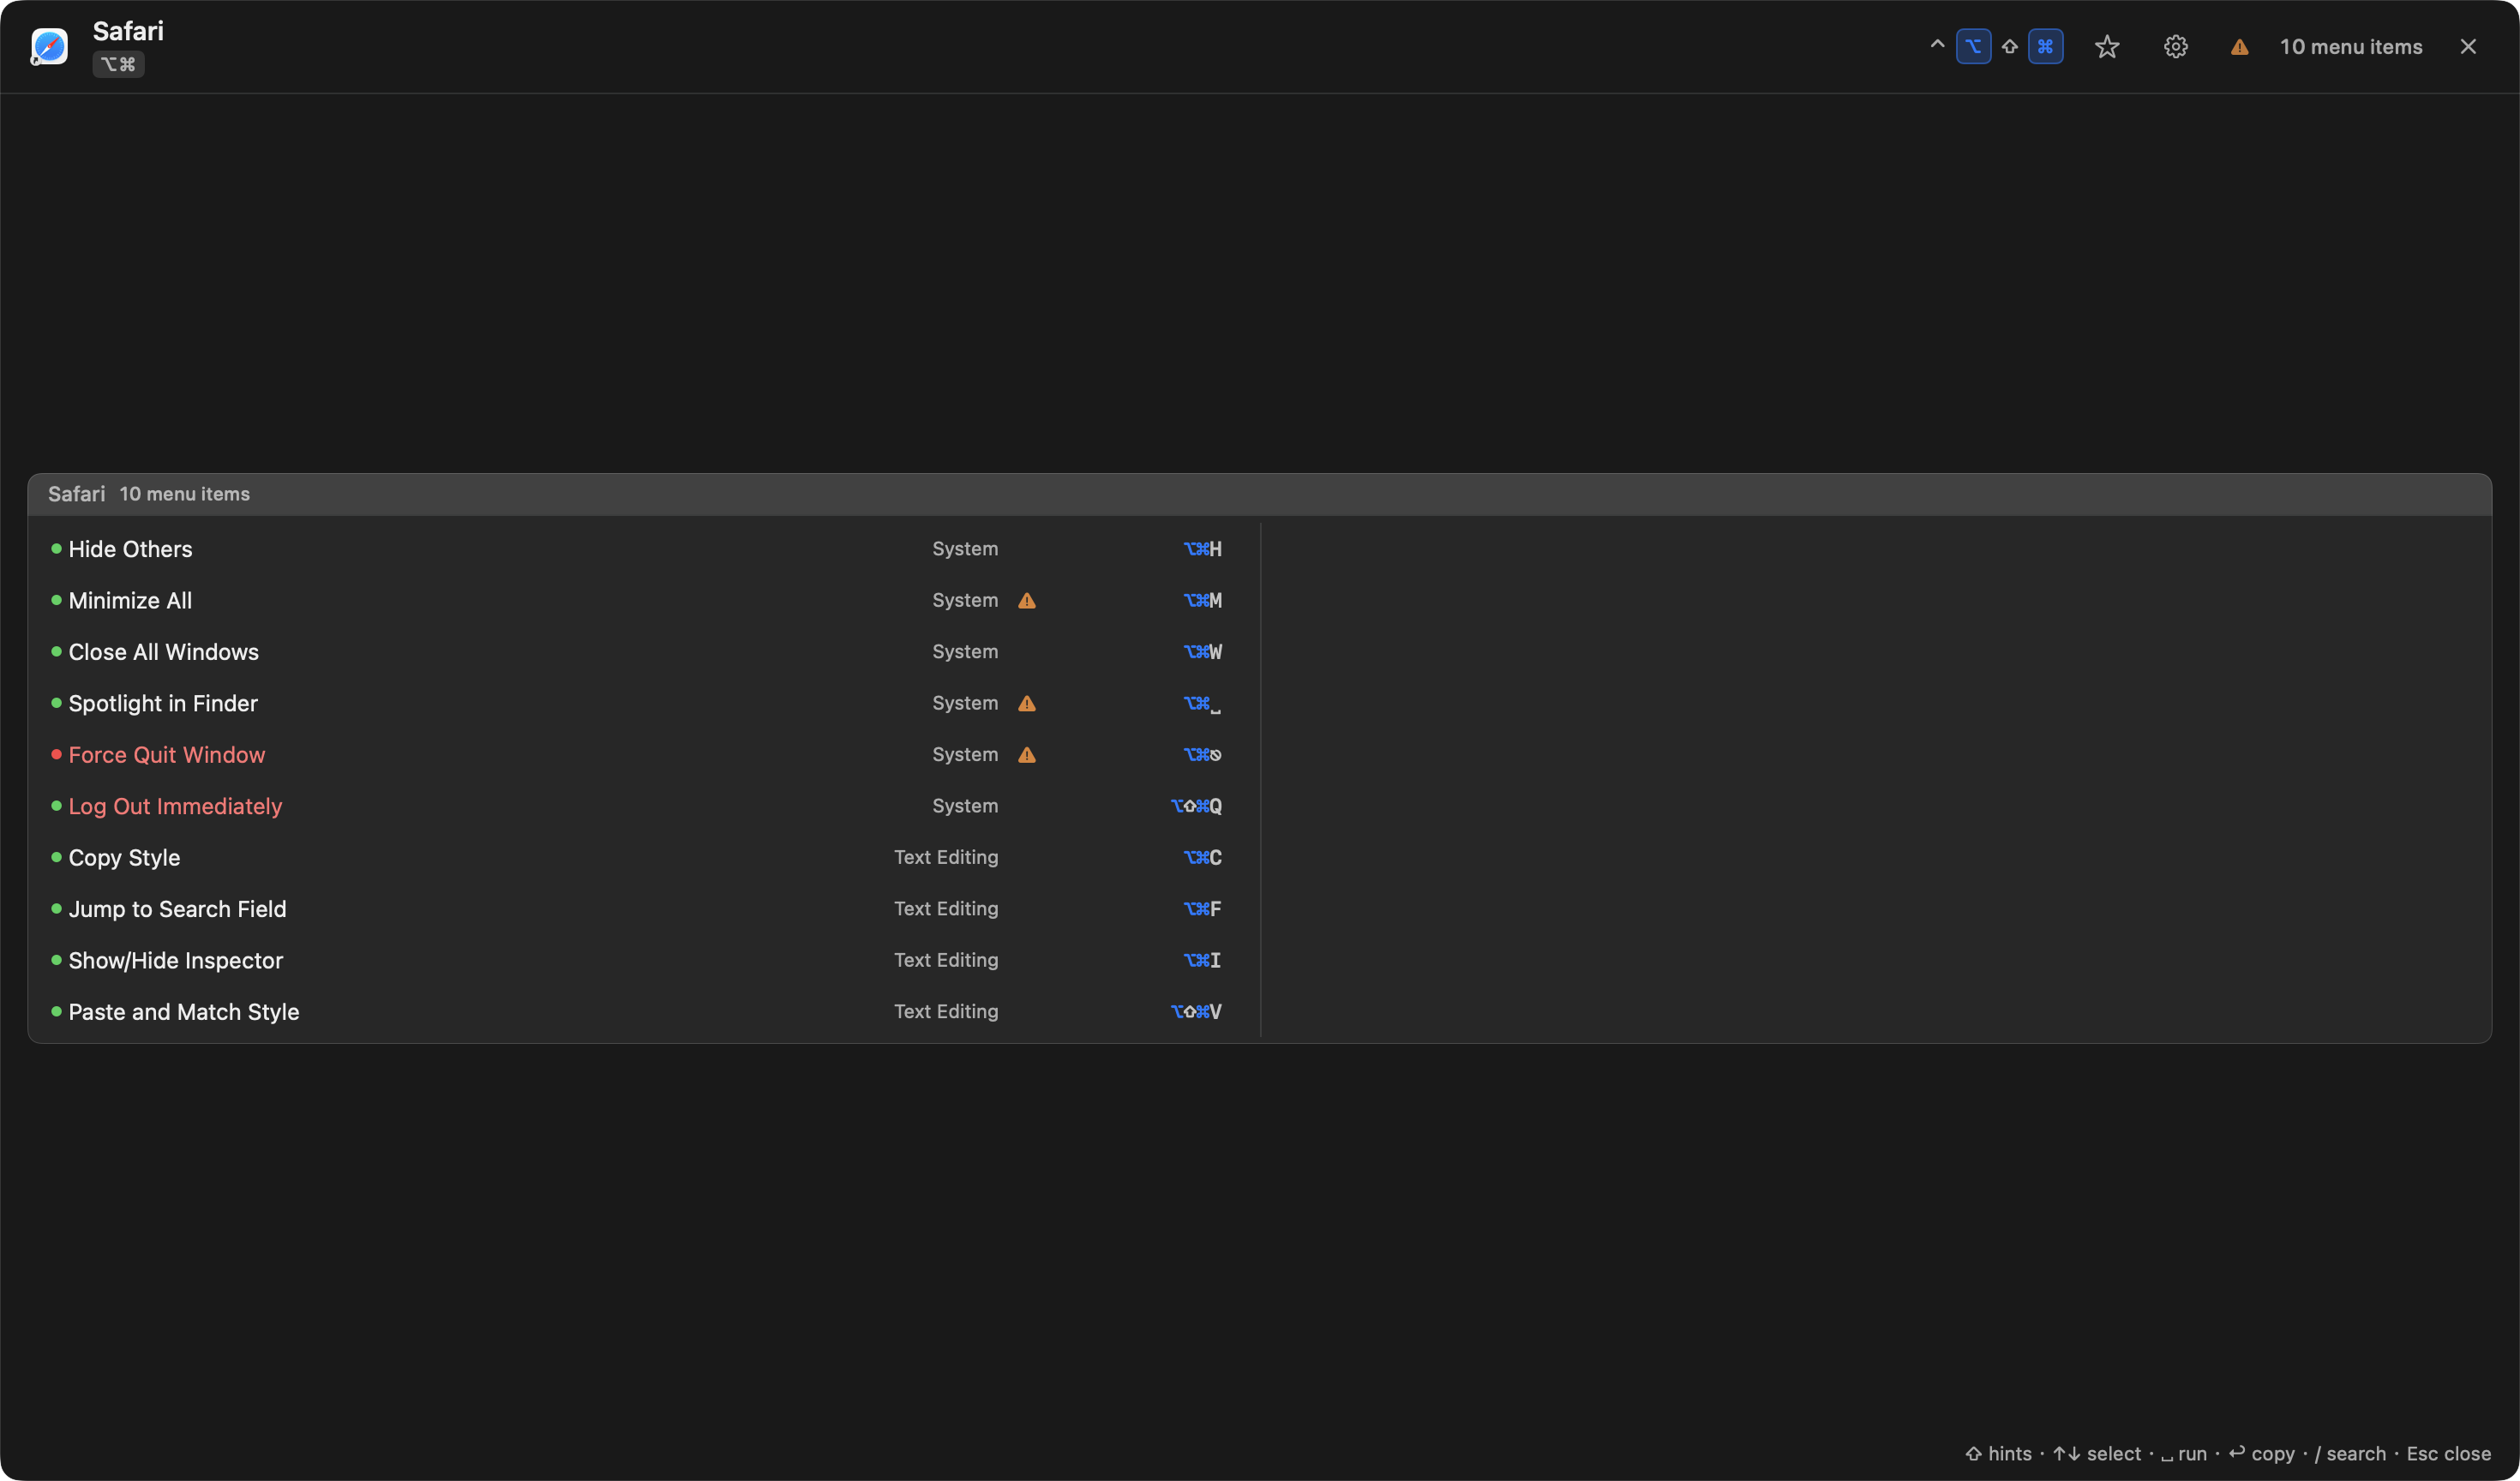 Safari
⌥⌘
^ ⌥ ⇧ ⌘ 10 menu items
Safari 10 menu items
Hide Others System ⌥⌘H
Minimize All System ⌥⌘M
Close All Windows System ⌥⌘W
Spotlight in Finder System ⌥⌘␣
Force Quit Window System ⌥⌘⎋
Log Out Immediately System ⌥⇧⌘Q
Copy Style Text Editing ⌥⌘C
Jump to Search Field Text Editing ⌥⌘F
Show/Hide Inspector Text Editing ⌥⌘I
Paste and Match Style Text Editing ⌥⇧⌘V
⇧ hints · ↑↓ select · ␣ run · ↩ copy · / search · Esc close